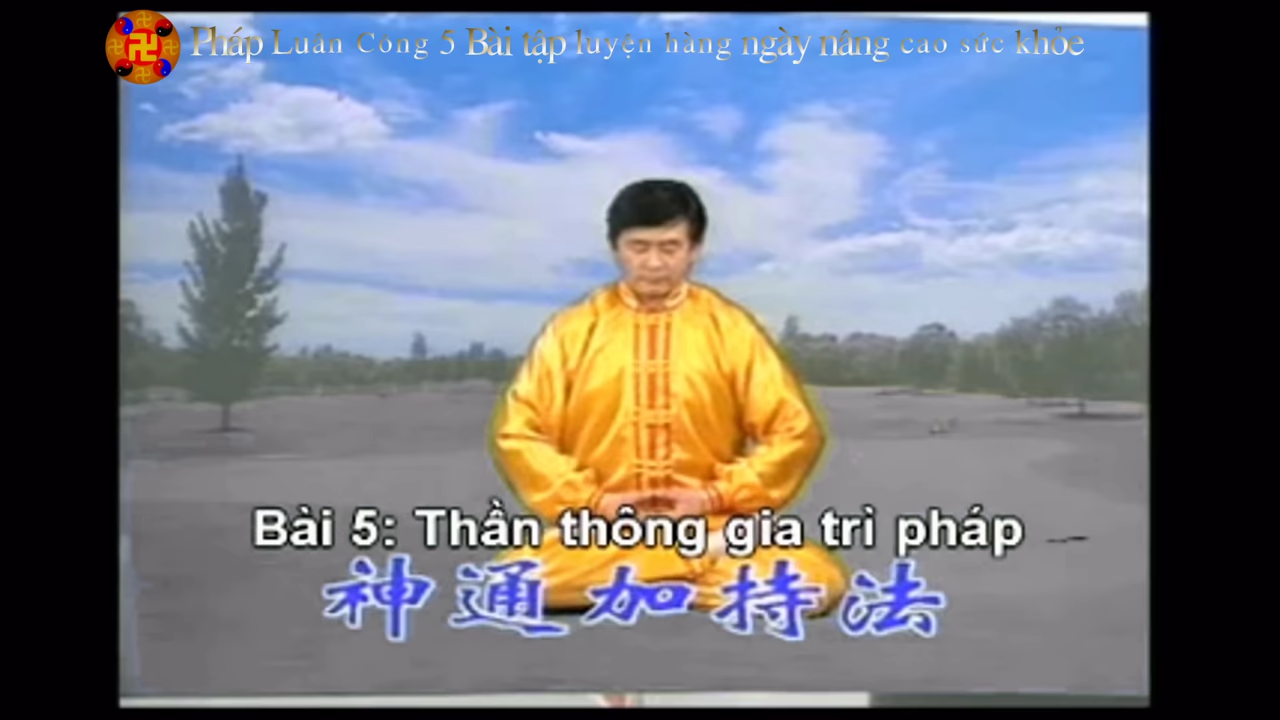 Pháp Luân Công 5 Bài tập luyện hàng ngày nâng cao sức khỏe
Bài 5: Thần thông gia trì pháp
神通加持法